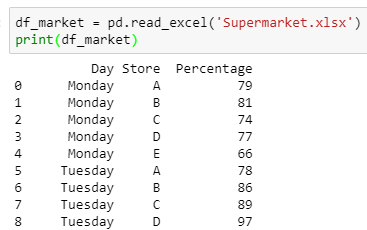 df_market = pd.read_excel('Supermarket.xlsx')
print(df_market)
Day Store Percentage
0 Monday A 79
1 Monday B 81
2 Monday C 74
3 Monday D 77
4 Monday E 66
5 Tuesday A 78
6 Tuesday B 86
7 Tuesday C 89
8 Tuesday D 97